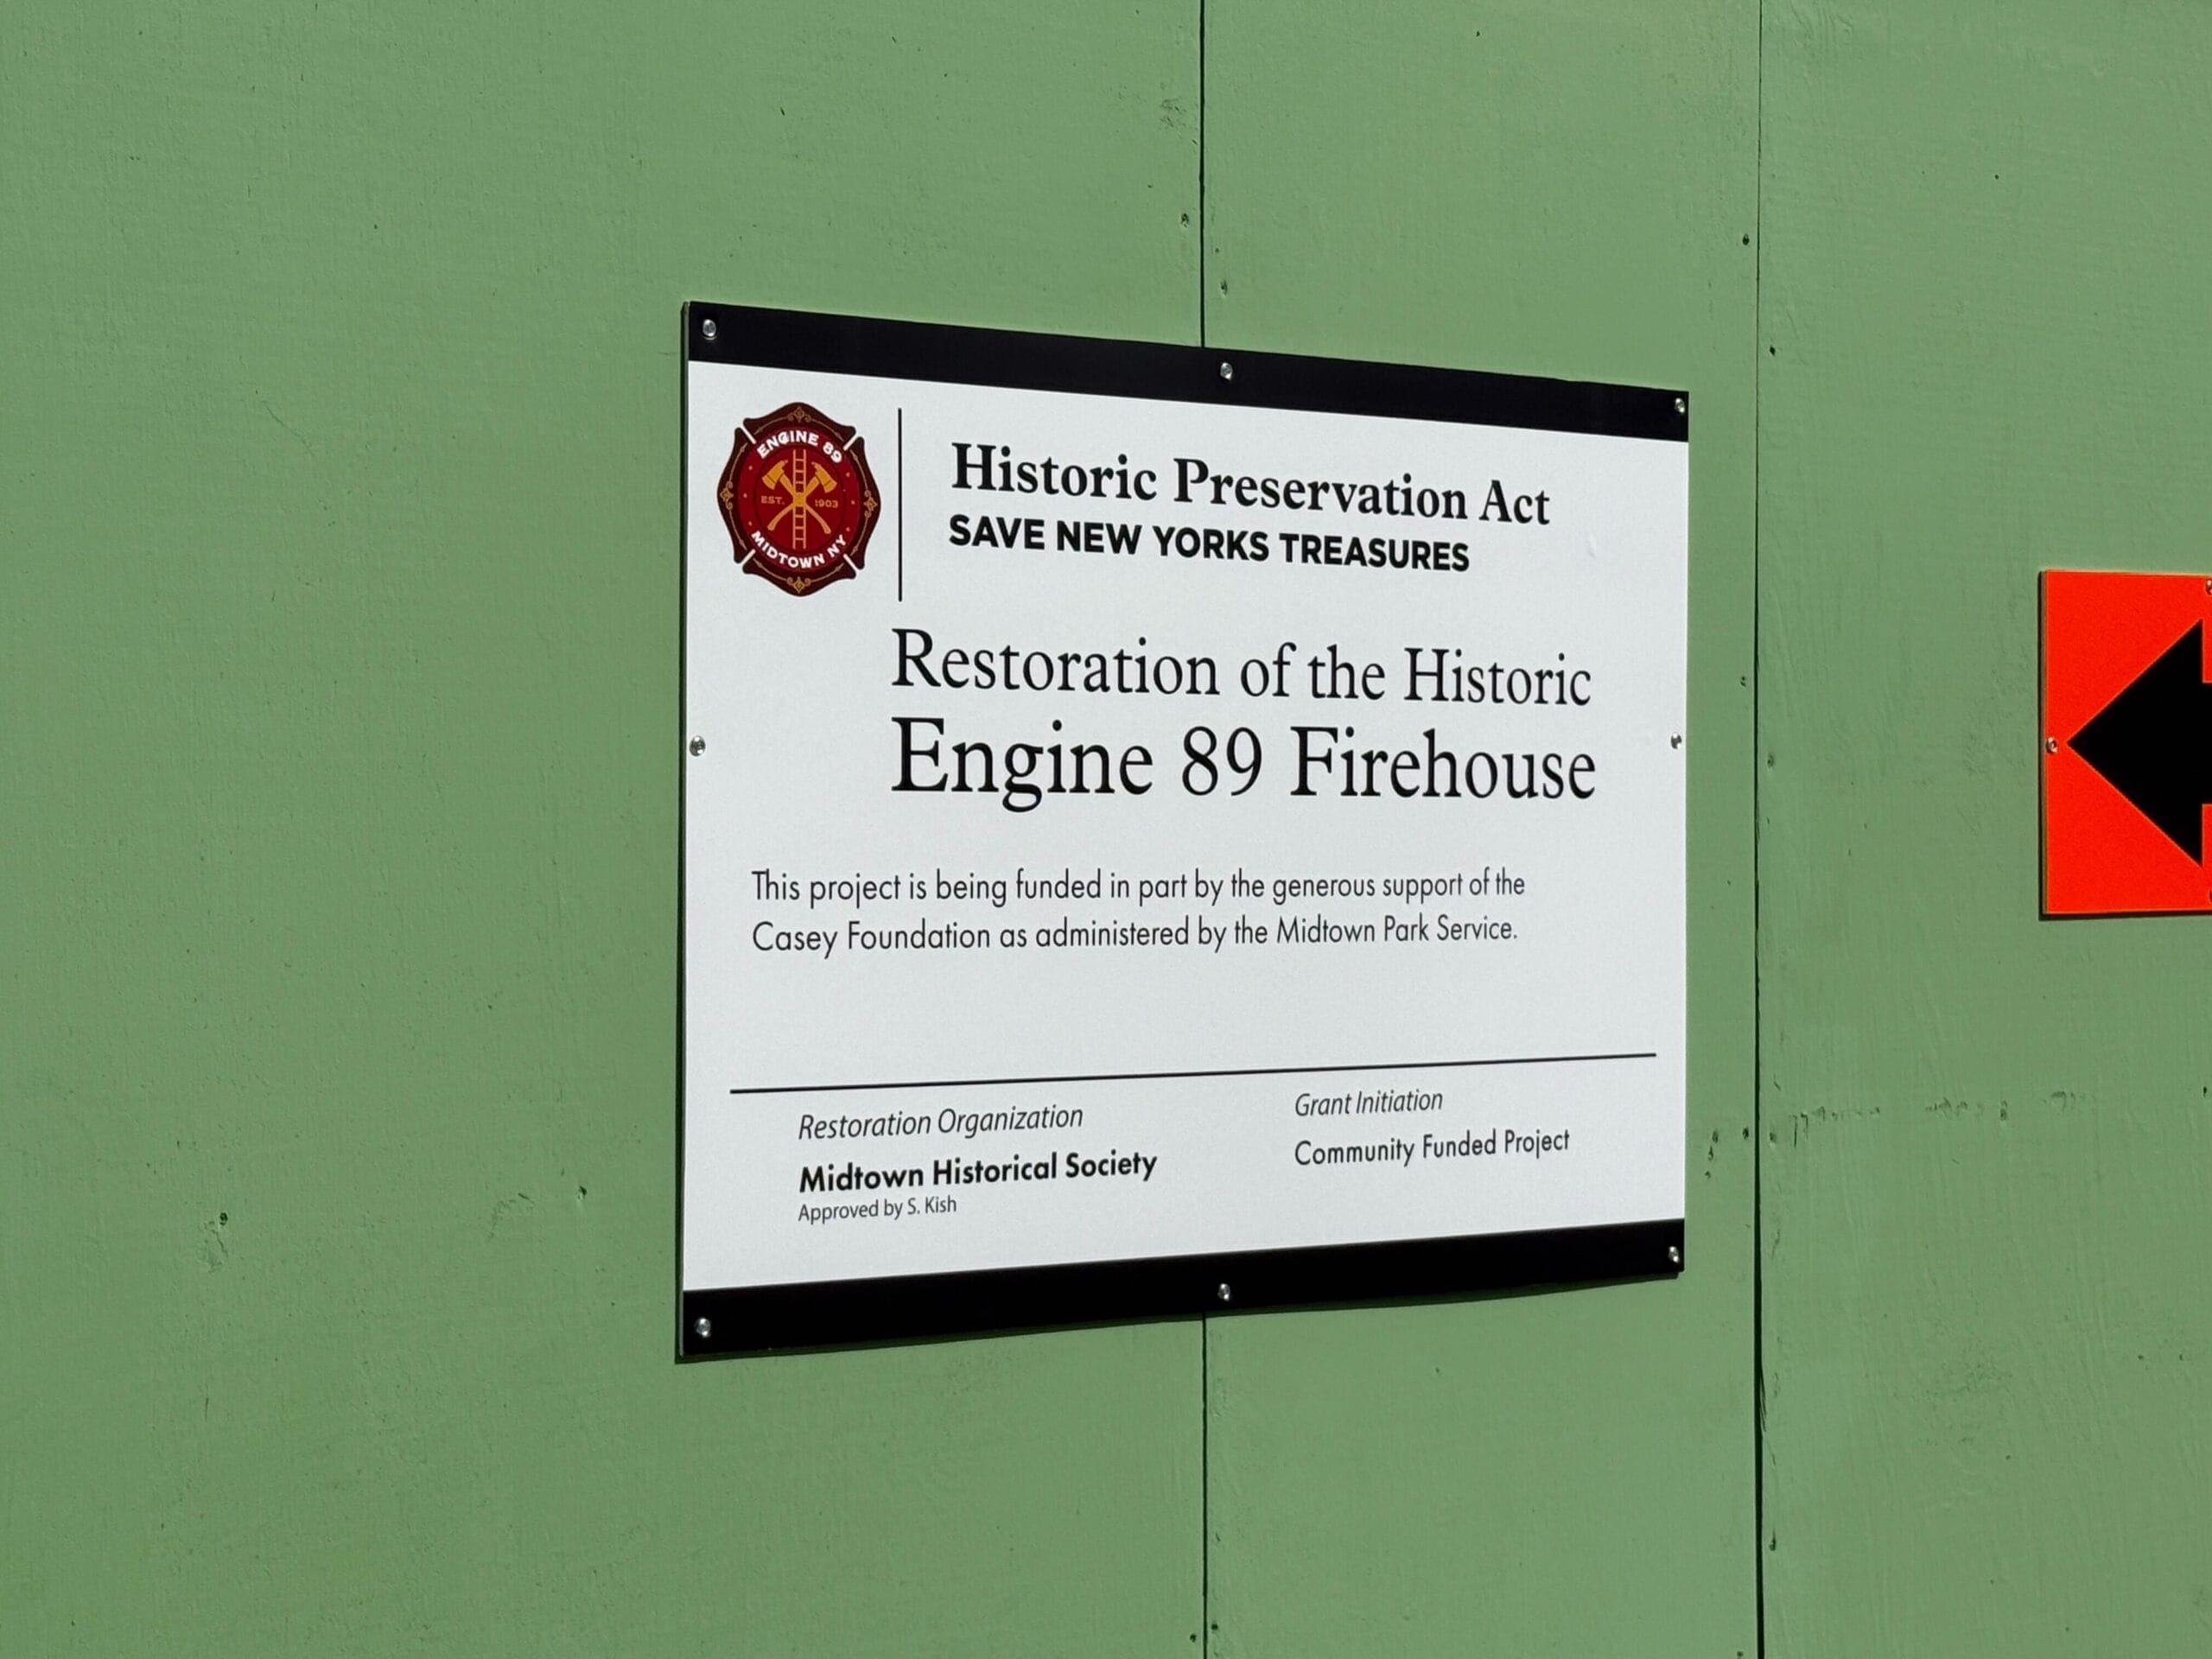 ENGINE 89
EST. 1903
MIDTOWN NY
Historic Preservation Act
SAVE NEW YORKS TREASURES
Restoration of the Historic
Engine 89 Firehouse
This project is being funded in part by the generous support of the
Casey Foundation as administered by the Midtown Park Service.
Restoration Organization
Midtown Historical Society
Approved by S. Kish
Grant Initiation
Community Funded Project